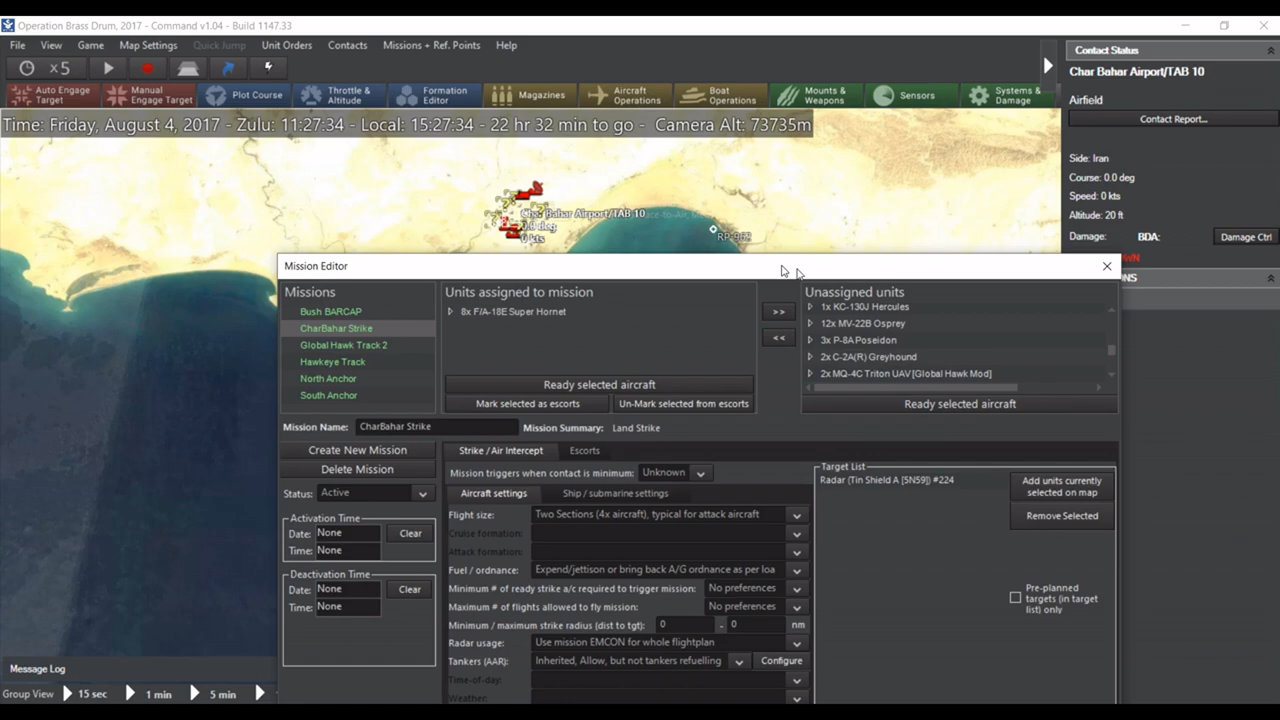 Operation Brass Drum, 2017 - Command v1.04 - Build 1147.33
File View Game Map Settings Quick Jump Unit Orders Contacts Missions + Ref. Points Help
x5
Auto Engage Target
Manual Engage Target
Plot Course
Throttle & Altitude
Formation Editor
Magazines
Aircraft Operations
Boat Operations
Mounts & Weapons
Sensors
Systems & Damage
Time: Friday, August 4, 2017 - Zulu: 11:27:34 - Local: 15:27:34 - 22 hr 32 min to go - Camera Alt: 73735m
Contact Status
Char Bahar Airport/TAB 10
Airfield
Contact Report...
Side: Iran
Course: 0.0 deg
Speed: 0 kts
Altitude: 20 ft
Damage: BDA: Damage Ctrl
Bahar Airport/TAB 10
deg
0 kts
Mission Editor
Missions
Bush BARCAP
CharBahar Strike
Global Hawk Track 2
Hawkeye Track
North Anchor
South Anchor
Units assigned to mission
8x F/A-18E Super Hornet
Ready selected aircraft
Mark selected as escorts
Un-Mark selected from escorts
>>
<<
Unassigned units
1x KC-130J Hercules
12x MV-22B Osprey
3x P-8A Poseidon
2x C-2A(R) Greyhound
2x MQ-4C Triton UAV [Global Hawk Mod]
Ready selected aircraft
Mission Name: CharBahar Strike
Mission Summary: Land Strike
Create New Mission
Delete Mission
Status: Active
Activation Time
Date: None Clear
Time: None
Deactivation Time
Date: None Clear
Time: None
Strike / Air Intercept Escorts
Mission triggers when contact is minimum: Unknown
Aircraft settings Ship / submarine settings
Flight size: Two Sections (4x aircraft), typical for attack aircraft
Cruise formation:
Attack formation:
Fuel / ordnance: Expend/jettison or bring back A/G ordnance as per loa
Minimum # of ready strike a/c required to trigger mission: No preferences
Maximum # of flights allowed to fly mission: No preferences
Minimum / maximum strike radius (dist to tgt): 0 - 0 nm
Radar usage: Use mission EMCON for whole flightplan
Tankers (AAR): Inherited, Allow, but not tankers refuelling Configure
Time-of-day:
Weather:
Target List
Radar (Tin Shield A [5N59]) #224
Add units currently selected on map
Remove Selected
Pre-planned
targets (in target
list) only
Message Log
Group View 15 sec 1 min 5 min